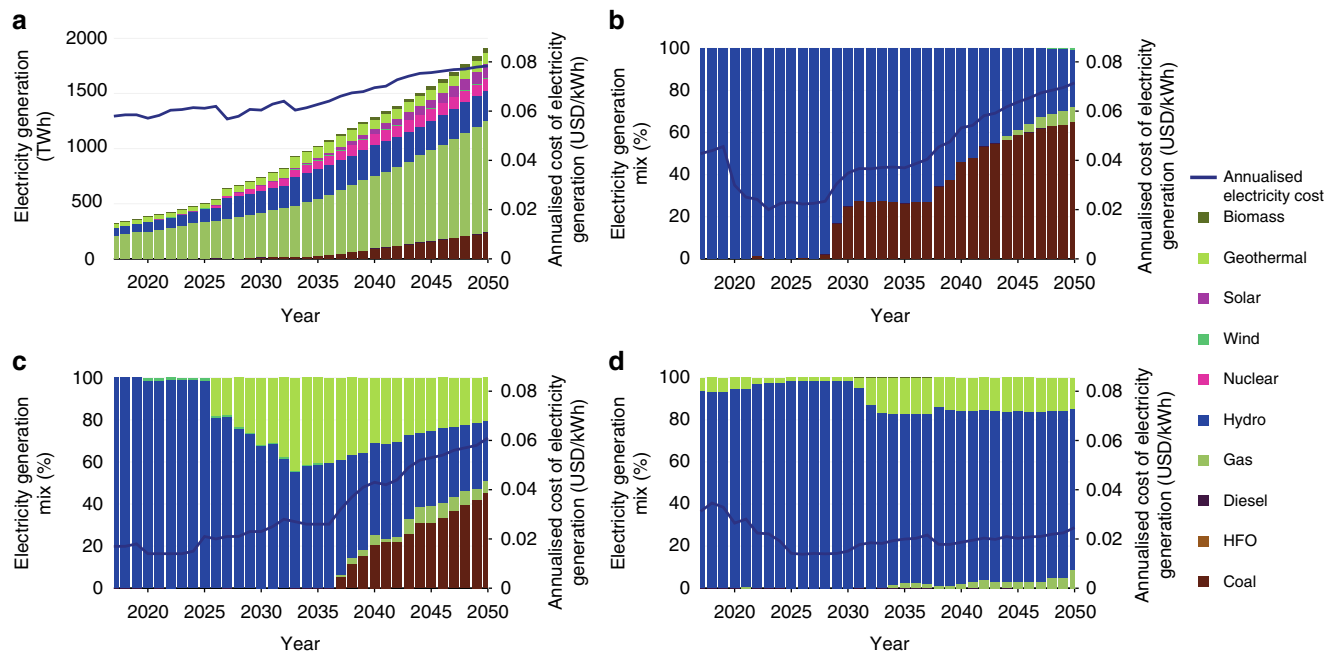 a
Electricity generation
(TWh)
2000
1500
1000
500
0
2020 2025 2030 2035 2040 2045 2050
Year
0.08
0.06
0.04
0.02
0
Annualised cost of electricity
generation (USD/kWh)
b
Electricity generation
mix (%)
100
80
60
40
20
0
2020 2025 2030 2035 2040 2045 2050
Year
0.08
0.06
0.04
0.02
0
Annualised cost of electricity
generation (USD/kWh)
c
Electricity generation
mix (%)
100
80
60
40
20
0
2020 2025 2030 2035 2040 2045 2050
Year
0.08
0.06
0.04
0.02
0
Annualised cost of electricity
generation (USD/kWh)
d
Electricity generation
mix (%)
100
80
60
40
20
0
2020 2025 2030 2035 2040 2045 2050
Year
0.08
0.06
0.04
0.02
0
Annualised cost of electricity
generation (USD/kWh)
Annualised
electricity cost
Biomass
Geothermal
Solar
Wind
Nuclear
Hydro
Gas
Diesel
HFO
Coal